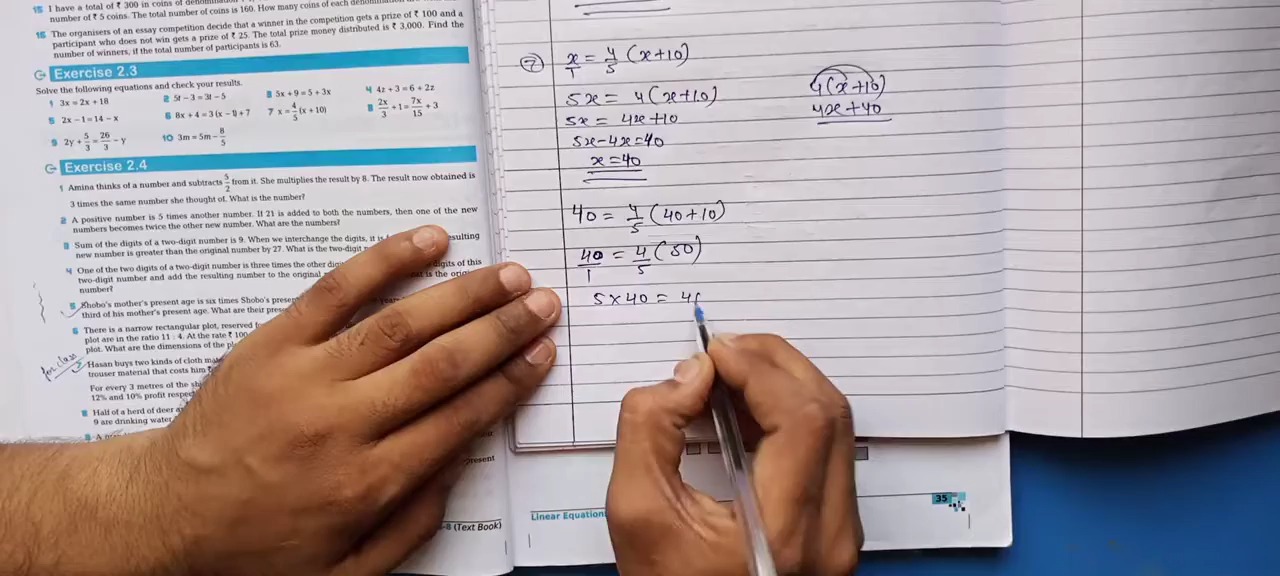 15 I have a total of ₹ 300 in coins of
number of ₹ 5 coins. The total number of coins is 160. How many coins of each
16 The organisers of an essay competition decide that a winner in the competition gets a prize of ₹ 100 and a
participant who does not win gets a prize of ₹ 25. The total prize money distributed is ₹ 3,000. Find the
number of winners, if the total number of participants is 63.
Exercise 2.3
Solve the following equations and check your results.
1 3x = 2x + 18
2 5t − 3 = 3t − 5
3 5x + 9 = 5 + 3x
4 4z + 3 = 6 + 2z
5 2x − 1 = 14 − x
6 8x + 4 = 3 (x − 1) + 7
7 x = 4/5 (x + 10)
8 2x/3 + 1 = 7x/15 + 3
9 2y + 5/3 = 26/3 − y
10 3m = 5m − 8/5
Exercise 2.4
1 Amina thinks of a number and subtracts 5/2 from it. She multiplies the result by 8. The result now obtained is
3 times the same number she thought of. What is the number?
2 A positive number is 5 times another number. If 21 is added to both the numbers, then one of the new
numbers becomes twice the other new number. What are the numbers?
3 Sum of the digits of a two-digit number is 9. When we interchange the digits, it is
new number is greater than the original number by 27. What is the two-digit
4 One of the two digits of a two-digit number is three times the other
two-digit number and add the resulting number to the original
number?
digits of this
is the
5 Shobo's mother's present age is six times Shobo's
third of his mother's present age. What are their
6 There is a narrow rectangular plot, reserved
plot are in the ratio 11 : 4. At the rate ₹ 100
plot. What are the dimensions of the
for class
7 Hasan buys two kinds of cloth
trouser material that costs him
For every 3 metres of the
12% and 10% profit
8 Half of a herd of deer
9 are drinking water
present
8 (Text Book)
⑦ x/1 = 4/5 (x+10)
5x = 4(x+10)
5x = 4x+10
5x−4x=40
x=40
4(x+10)
4x+40
40 = 4/5 (40+10)
40/1 = 4/5 (50)
5×40 = 4(
Linear
35